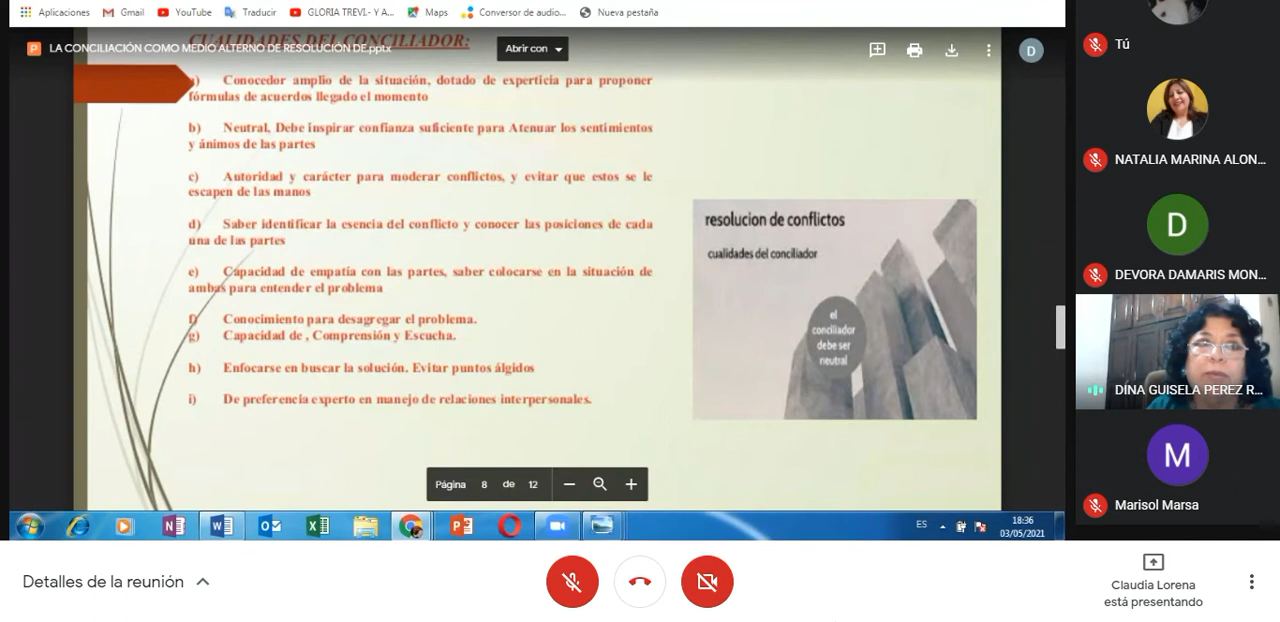 Aplicaciones
Gmail
YouTube
Traducir
GLORIA TREVI.- Y A...
Maps
Conversor de audio...
Nueva pestaña
CUALIDADES DEL CONCILIADOR:
LA CONCILIACIÓN COMO MEDIO ALTERNO DE RESOLUCIÓN DE.pptx
Abrir con
D
a) Conocedor amplio de la situación, dotado de experticia para proponer
fórmulas de acuerdos llegado el momento
b) Neutral, Debe inspirar confianza suficiente para Atenuar los sentimientos
y ánimos de las partes
c) Autoridad y carácter para moderar conflictos, y evitar que estos se le
escapen de las manos
d) Saber identificar la esencia del conflicto y conocer las posiciones de cada
una de las partes
e) Capacidad de empatía con las partes, saber colocarse en la situación de
ambas para entender el problema
f) Conocimiento para desagregar el problema.
g) Capacidad de , Comprensión y Escucha.
h) Enfocarse en buscar la solución. Evitar puntos álgidos
i) De preferencia experto en manejo de relaciones interpersonales.
resolucion de conflictos
cualidades del conciliador
el
conciliador
debe ser
neutral
Página 8 de 12
ES
18:36
03/05/2021
Tú
NATALIA MARINA ALON...
D
DEVORA DAMARIS MON...
DINA GUISELA PEREZ R...
M
Marisol Marsa
Detalles de la reunión
Claudia Lorena
está presentando